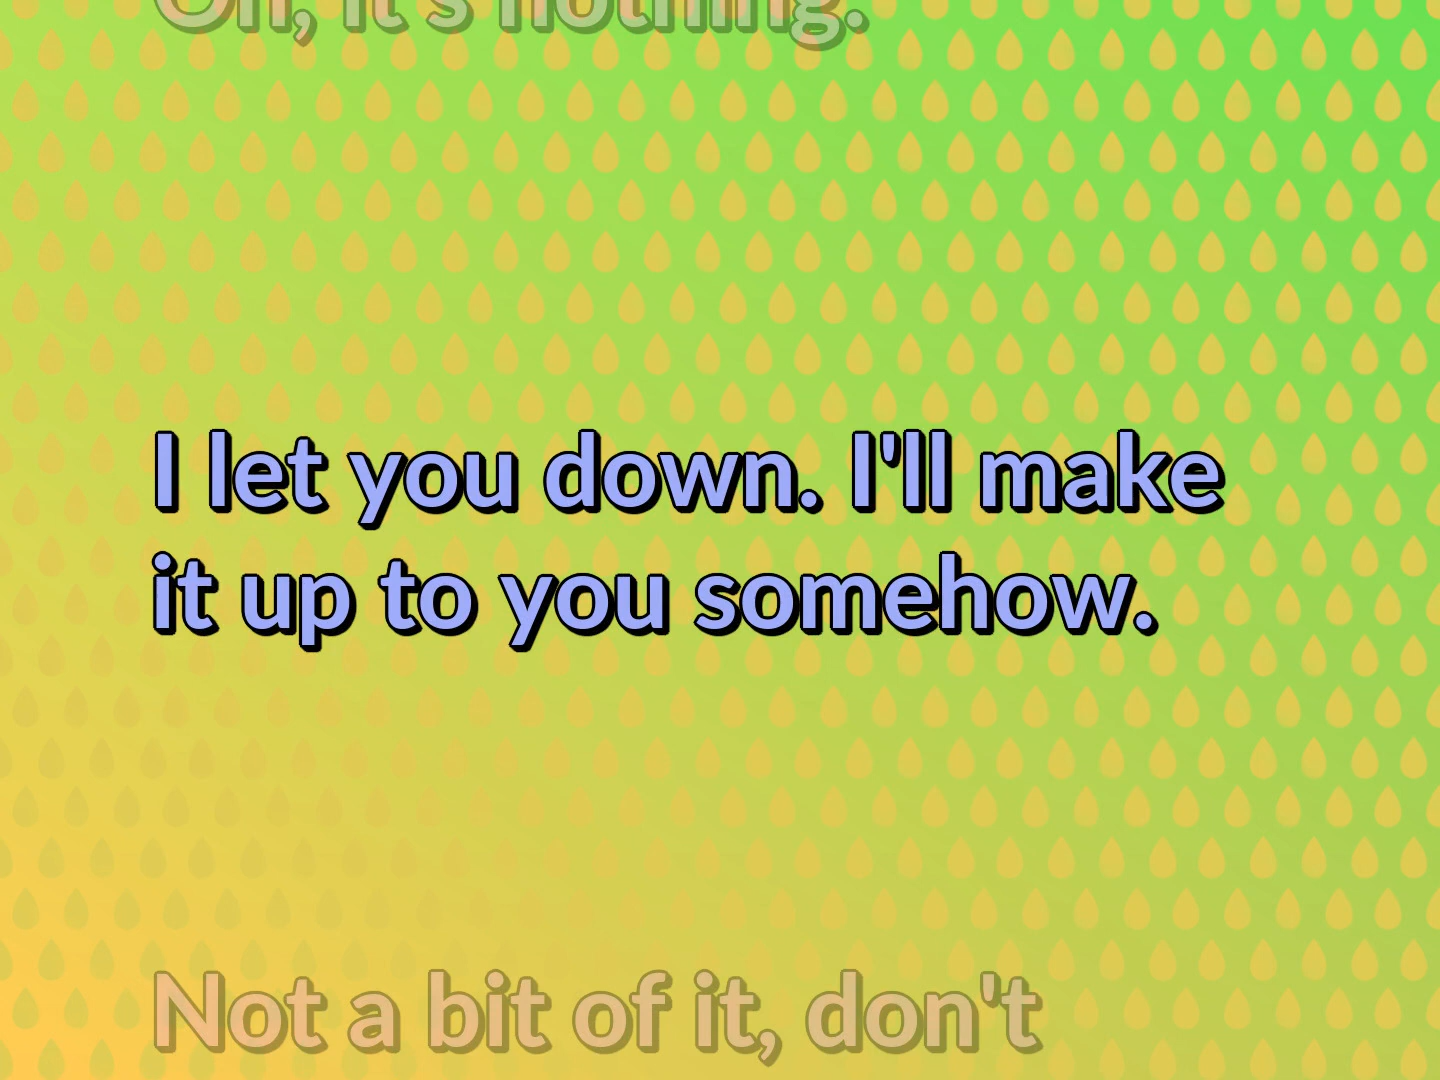 Oh, it's nothing.
I let you down. I'll make
it up to you somehow.
Not a bit of it, don't